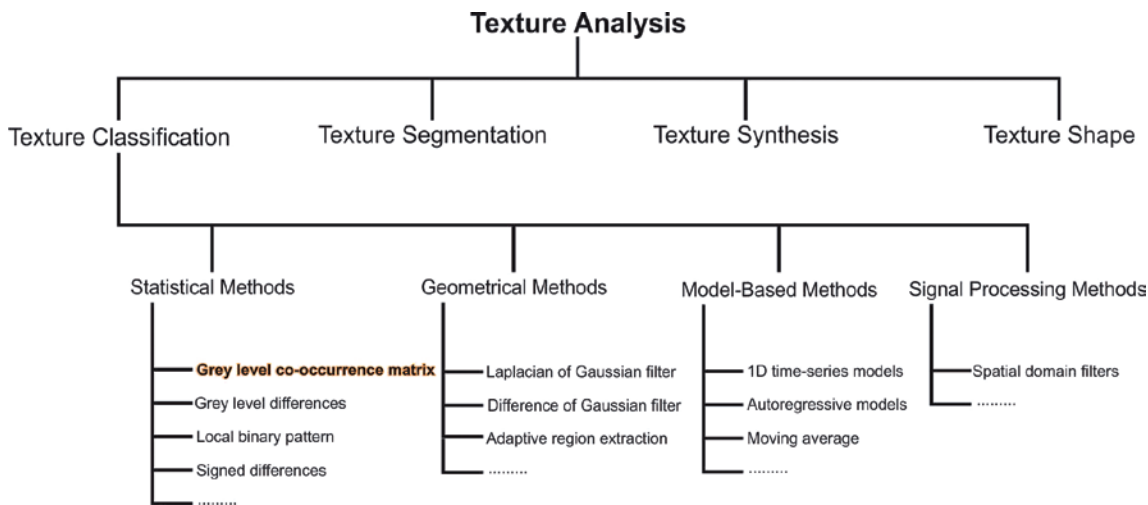 Texture Analysis
Texture Classification
Texture Segmentation
Texture Synthesis
Texture Shape
Statistical Methods
Grey level co-occurrence matrix
Grey level differences
Local binary pattern
Signed differences
.........
Geometrical Methods
Laplacian of Gaussian filter
Difference of Gaussian filter
Adaptive region extraction
.........
Model-Based Methods
1D time-series models
Autoregressive models
Moving average
.........
Signal Processing Methods
Spatial domain filters
.........